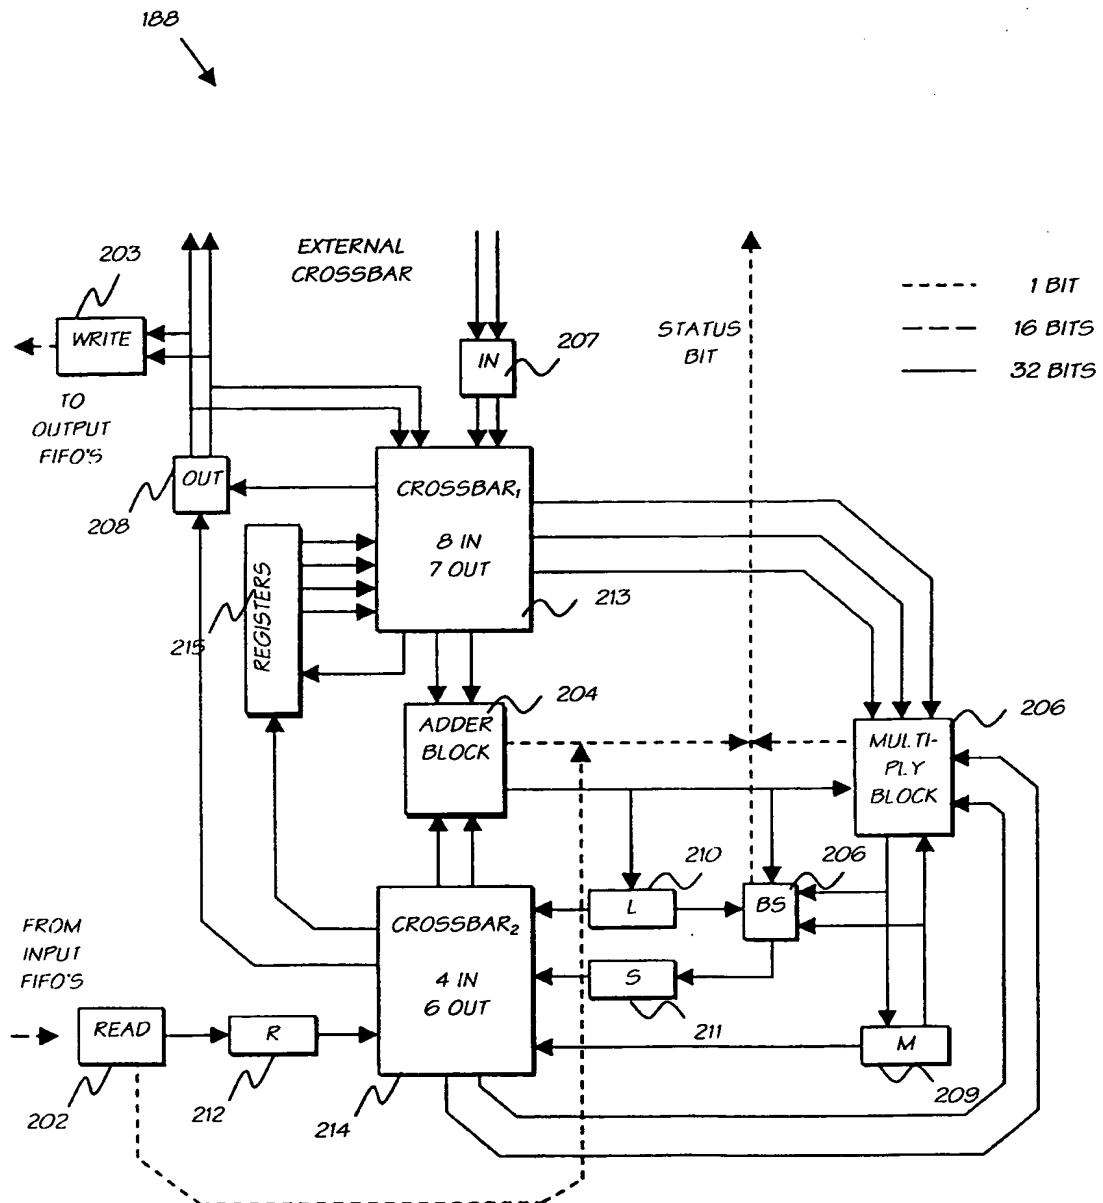 188
203
EXTERNAL
CROSSBAR
1 BIT
WRITE
STATUS
BIT
16 BITS
207
IN
32 BITS
TO
OUTPUT
FIFO'S
OUT
208
CROSSBAR1
8 IN
7 OUT
213
215
REGISTERS
204
ADDER
BLOCK
206
MULTI-
PLY
BLOCK
210
206
L
BS
FROM
INPUT
FIFO'S
CROSSBAR2
4 IN
6 OUT
S
211
READ
R
M
202
212
214
209